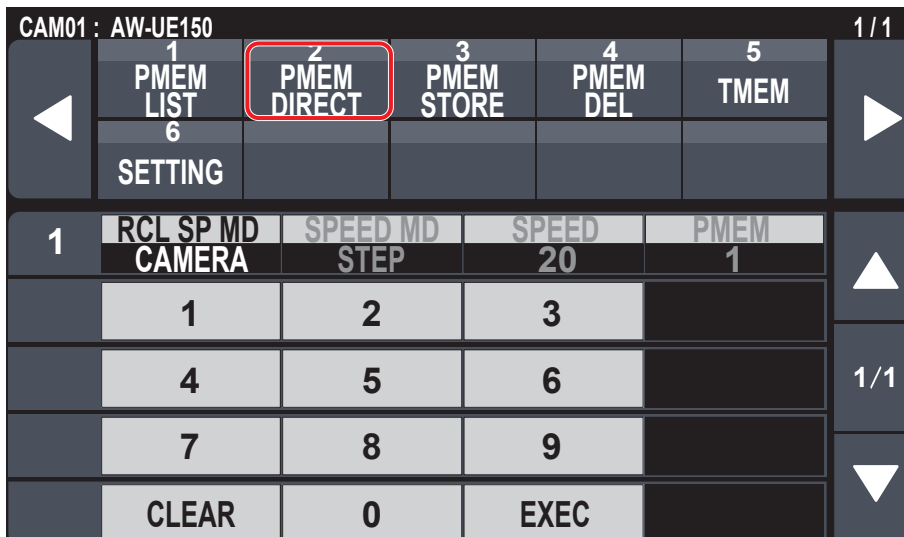 CAM01 : AW-UE150 1 / 1
1 2 3 4 5
PMEM LIST PMEM DIRECT PMEM STORE PMEM DEL TMEM
6
SETTING
1 RCL SP MD SPEED MD SPEED PMEM
CAMERA STEP 20 1
1 2 3
4 5 6 1/1
7 8 9
CLEAR 0 EXEC